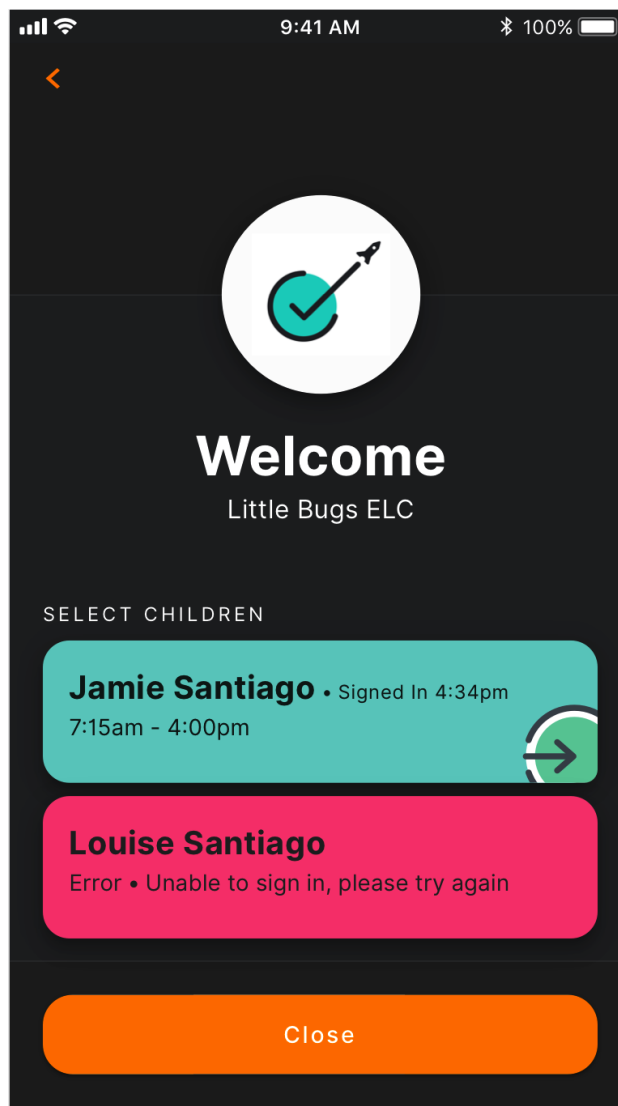 9:41 AM 100%
Welcome
Little Bugs ELC
SELECT CHILDREN
Jamie Santiago • Signed In 4:34pm
7:15am - 4:00pm
Louise Santiago
Error • Unable to sign in, please try again
Close